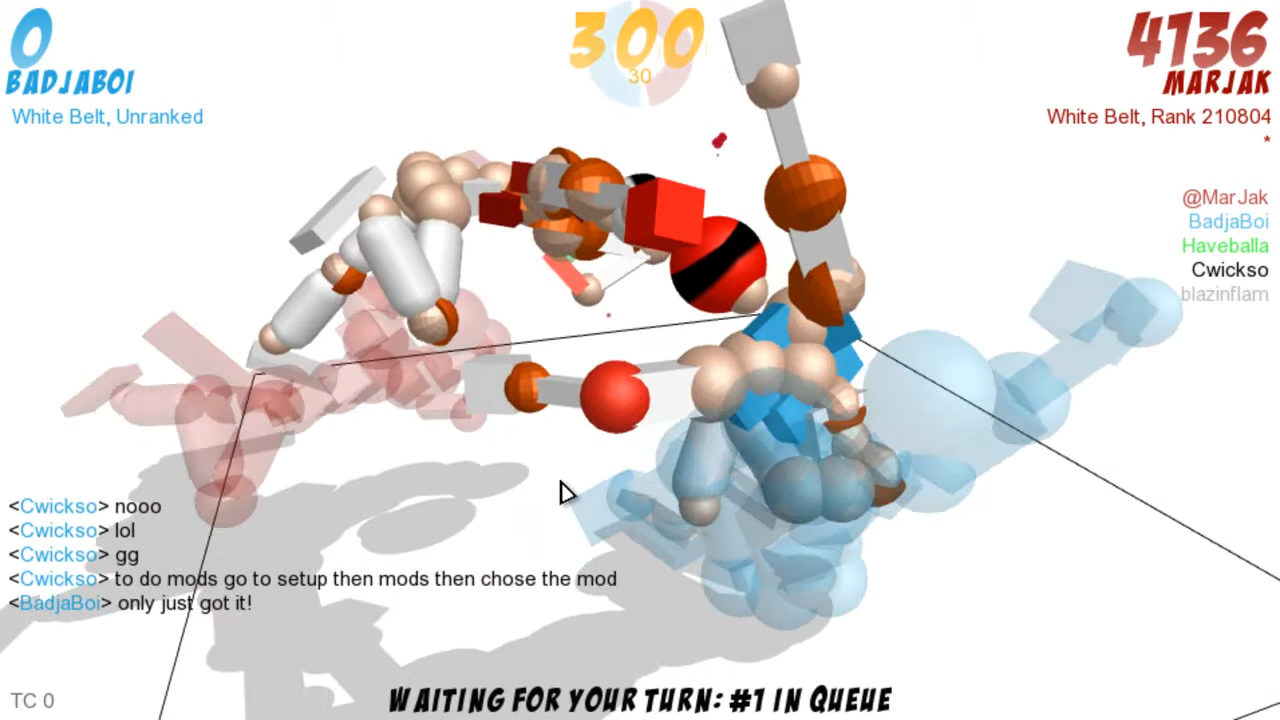 0
BADJABOI
White Belt, Unranked
300
30
4136
MARJAK
White Belt, Rank 210804
*
@MarJak
BadjaBoi
Haveballa
Cwickso
blazinflam
<Cwickso> nooo
<Cwickso> lol
<Cwickso> gg
<Cwickso> to do mods go to setup then mods then chose the mod
<BadjaBoi> only just got it!
TC 0
WAITING FOR YOUR TURN: #1 IN QUEUE